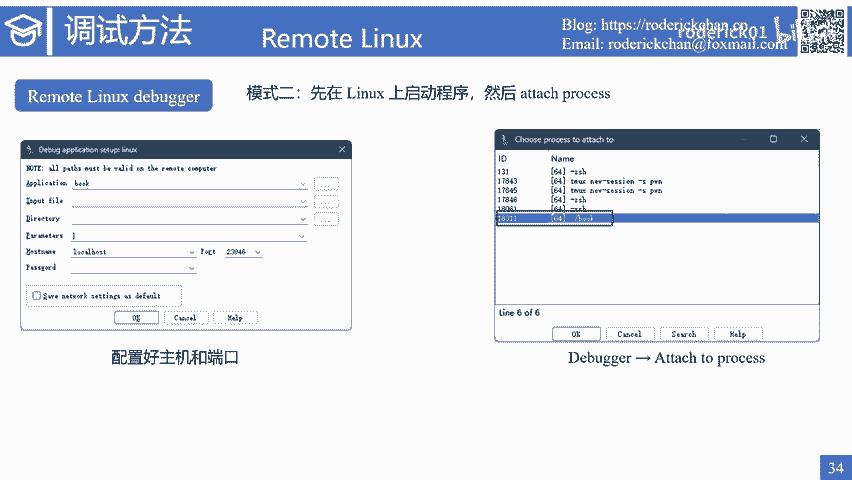 调试方法
Remote Linux
Blog: https://roderickchan.cn
Email: roderickchan@foxmail.com
roderick01
Remote Linux debugger
模式二：先在 Linux 上启动程序，然后 attach process
Debug application setup: linux
NOTE: all paths must be valid on the remote computer
Application book
Input file
Directory
Parameters
Hostname localhost Port 23946
Password
Save network settings as default
OK Cancel Help
配置好主机和端口
Choose process to attach to
ID Name
131 [64] -zsh
17843 [64] tmux new-session -s pwn
17845 [64] tmux new-session -s pwn
17846 [64] -zsh
18061 [64] -zsh
[64] ./book
Line 6 of 6
OK Cancel Search Help
Debugger → Attach to process
34